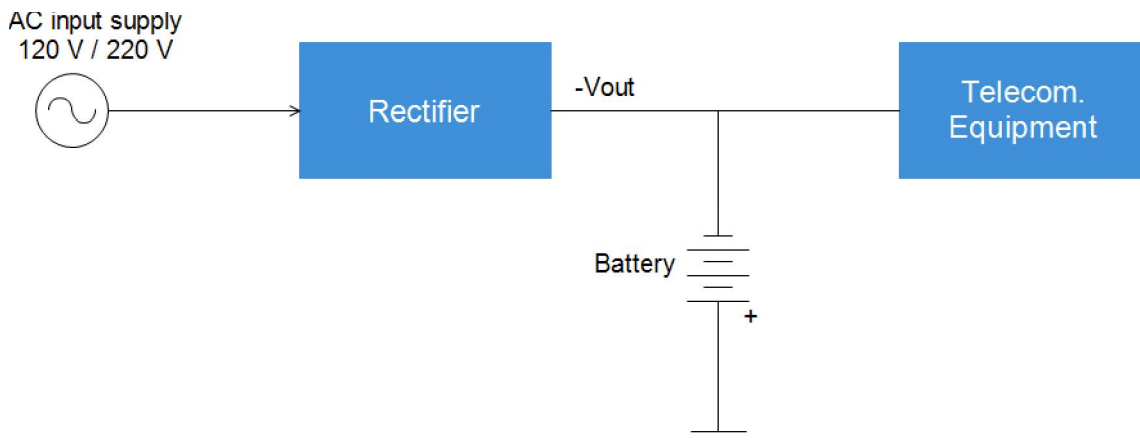 AC input supply
120 V / 220 V
Rectifier
-Vout
Telecom.
Equipment
Battery
+